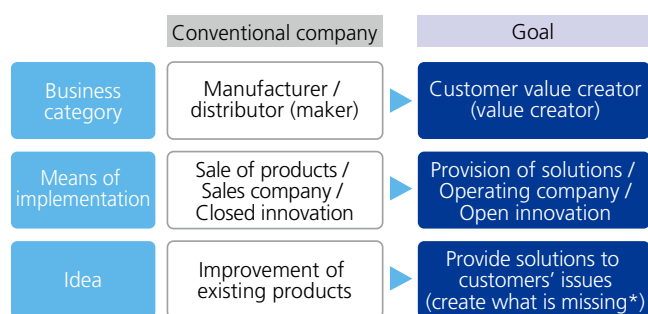 Conventional company
Goal
Business
category
Manufacturer /
distributor (maker)
Customer value creator
(value creator)
Means of
implementation
Sale of products /
Sales company /
Closed innovation
Provision of solutions /
Operating company /
Open innovation
Idea
Improvement of
existing products
Provide solutions to
customers’ issues
(create what is missing*)